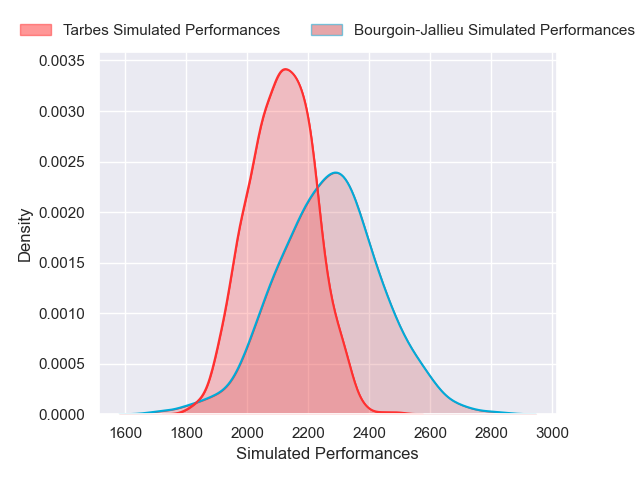 Tarbes Simulated Performances
Bourgoin-Jallieu Simulated Performances
0.0035
0.0030
0.0025
0.0020
0.0015
0.0010
0.0005
0.0000
Density
1600 1800 2000 2200 2400 2600 2800 3000
Simulated Performances